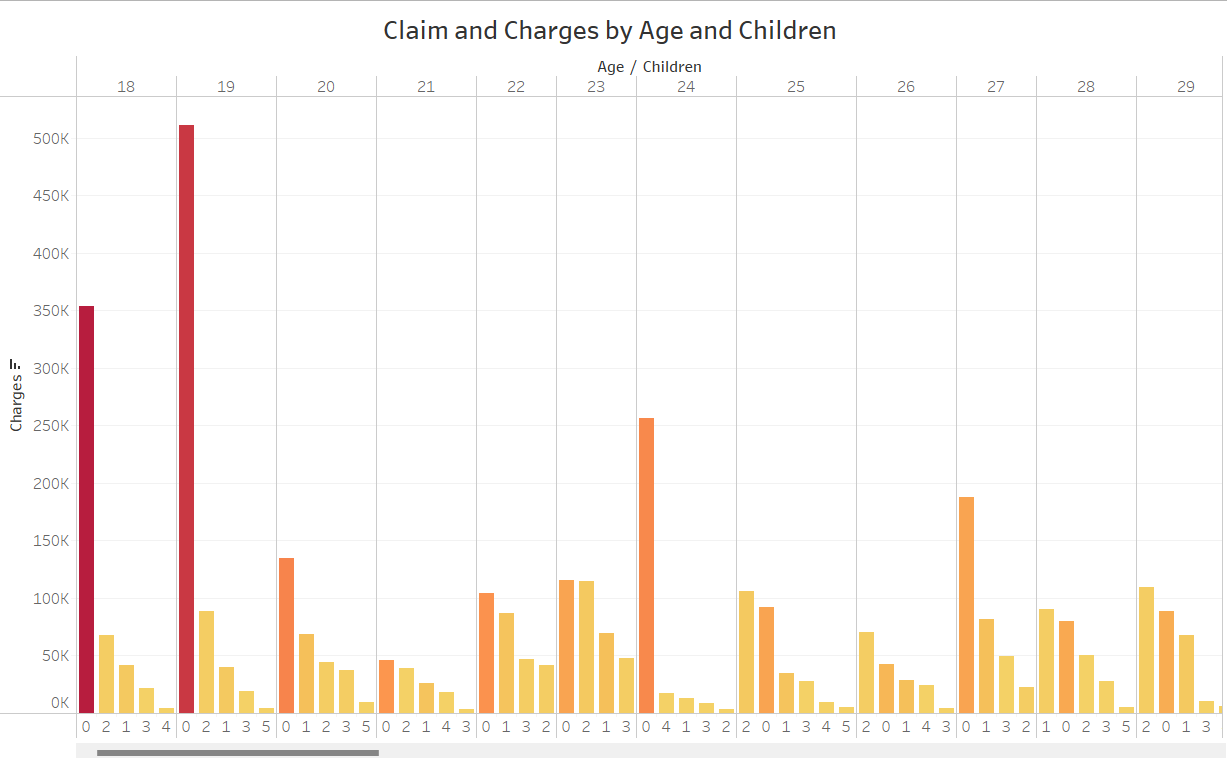 Claim and Charges by Age and Children
Age / Children
18 19 20 21 22 23 24 25 26 27 28 29
500K
450K
400K
350K
300K
250K
200K
150K
100K
50K
0K
Charges
0 2 1 3 4 0 2 1 3 5 0 1 2 3 5 0 2 1 4 3 0 1 3 2 0 2 1 3 0 4 1 3 2 2 0 1 3 4 5 2 0 1 4 3 0 1 3 2 1 0 2 3 5 2 0 1 3